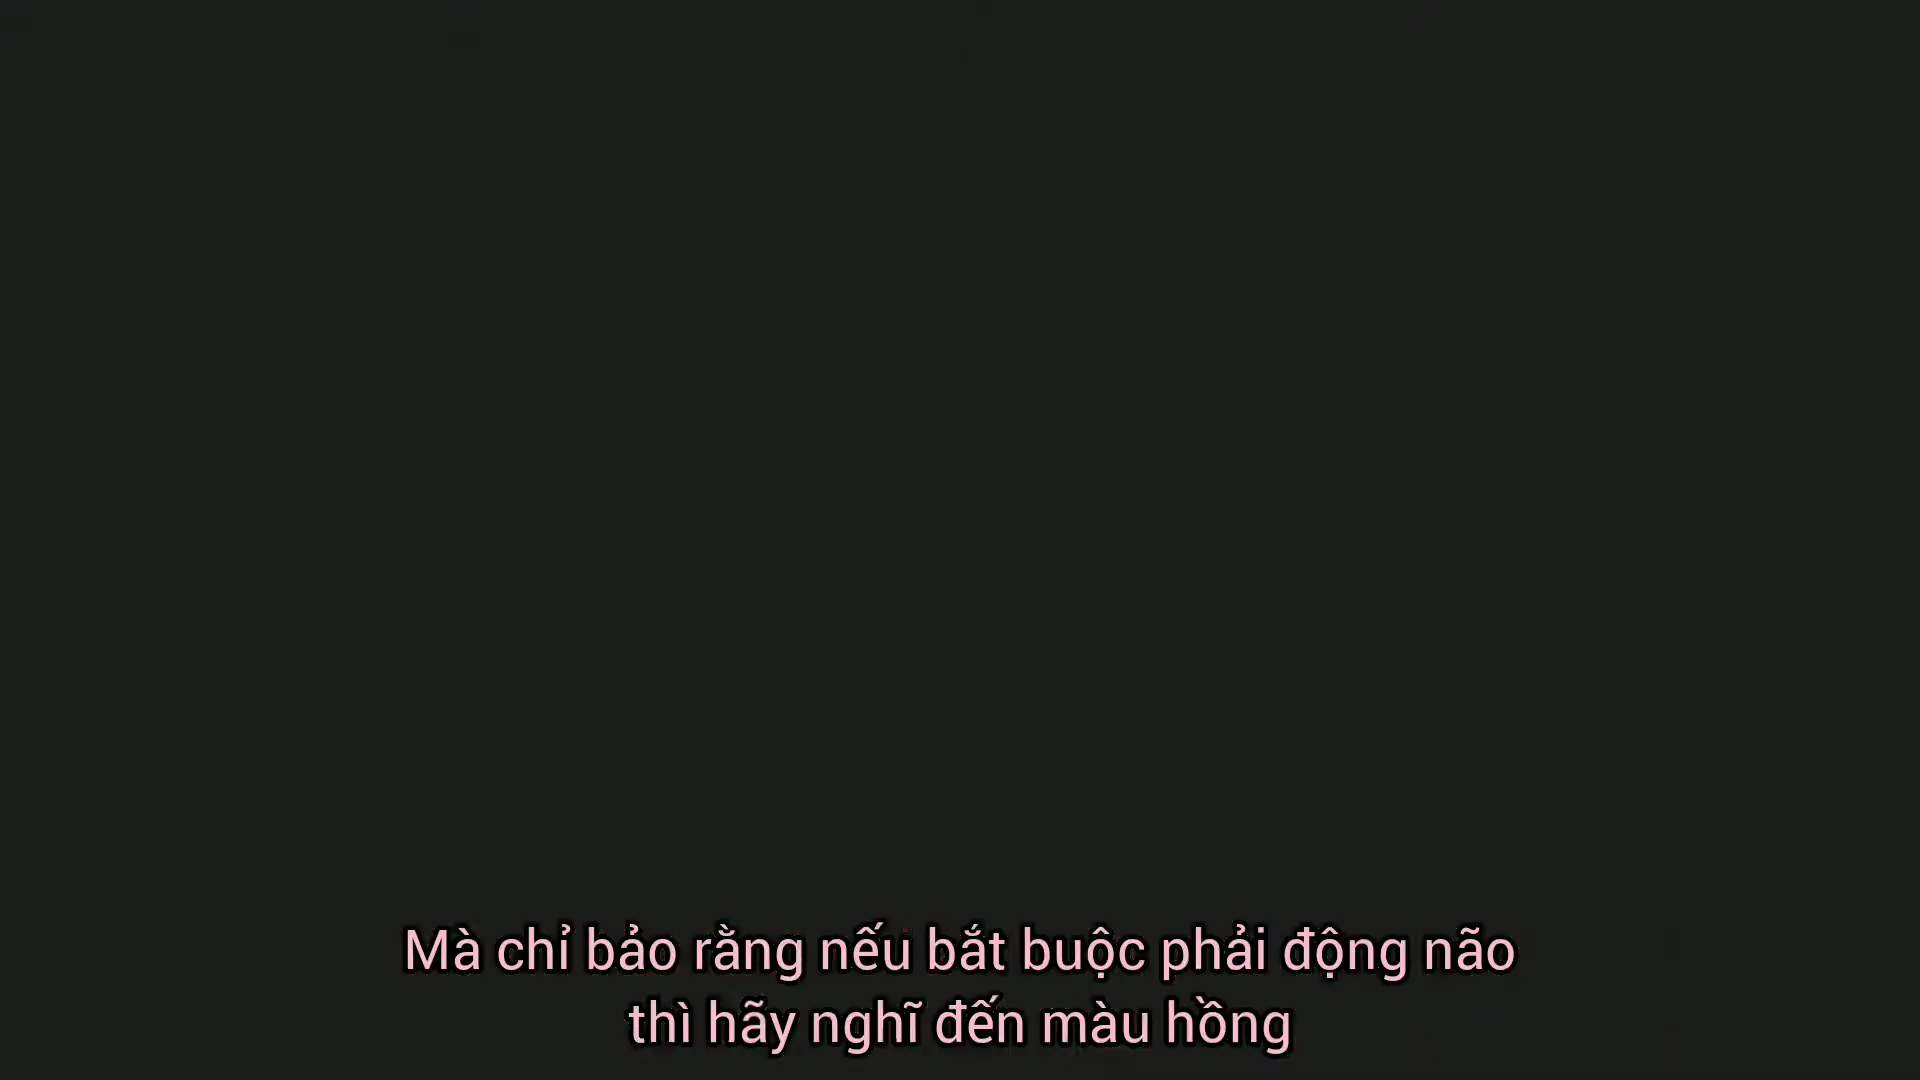 Mà chỉ bảo rằng nếu bắt buộc phải động não
thì hãy nghĩ đến màu hồng